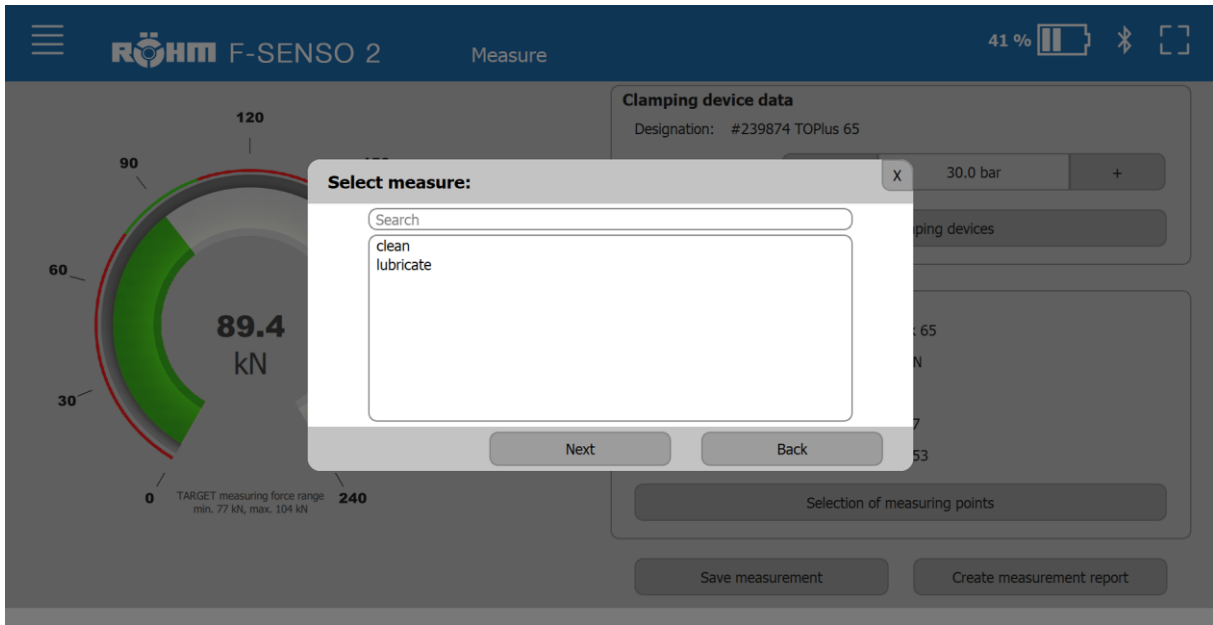 RÖHM F-SENSO 2
Measure
41 %
120
90
60
30
0
240
89.4
kN
TARGET measuring force range
min. 77 kN, max. 104 kN
Clamping device data
Designation: #239874 TOPlus 65
30.0 bar +
Select measure:
X
Search
clean
lubricate
Next
Back
devices
65
53
Selection of measuring points
Save measurement
Create measurement report